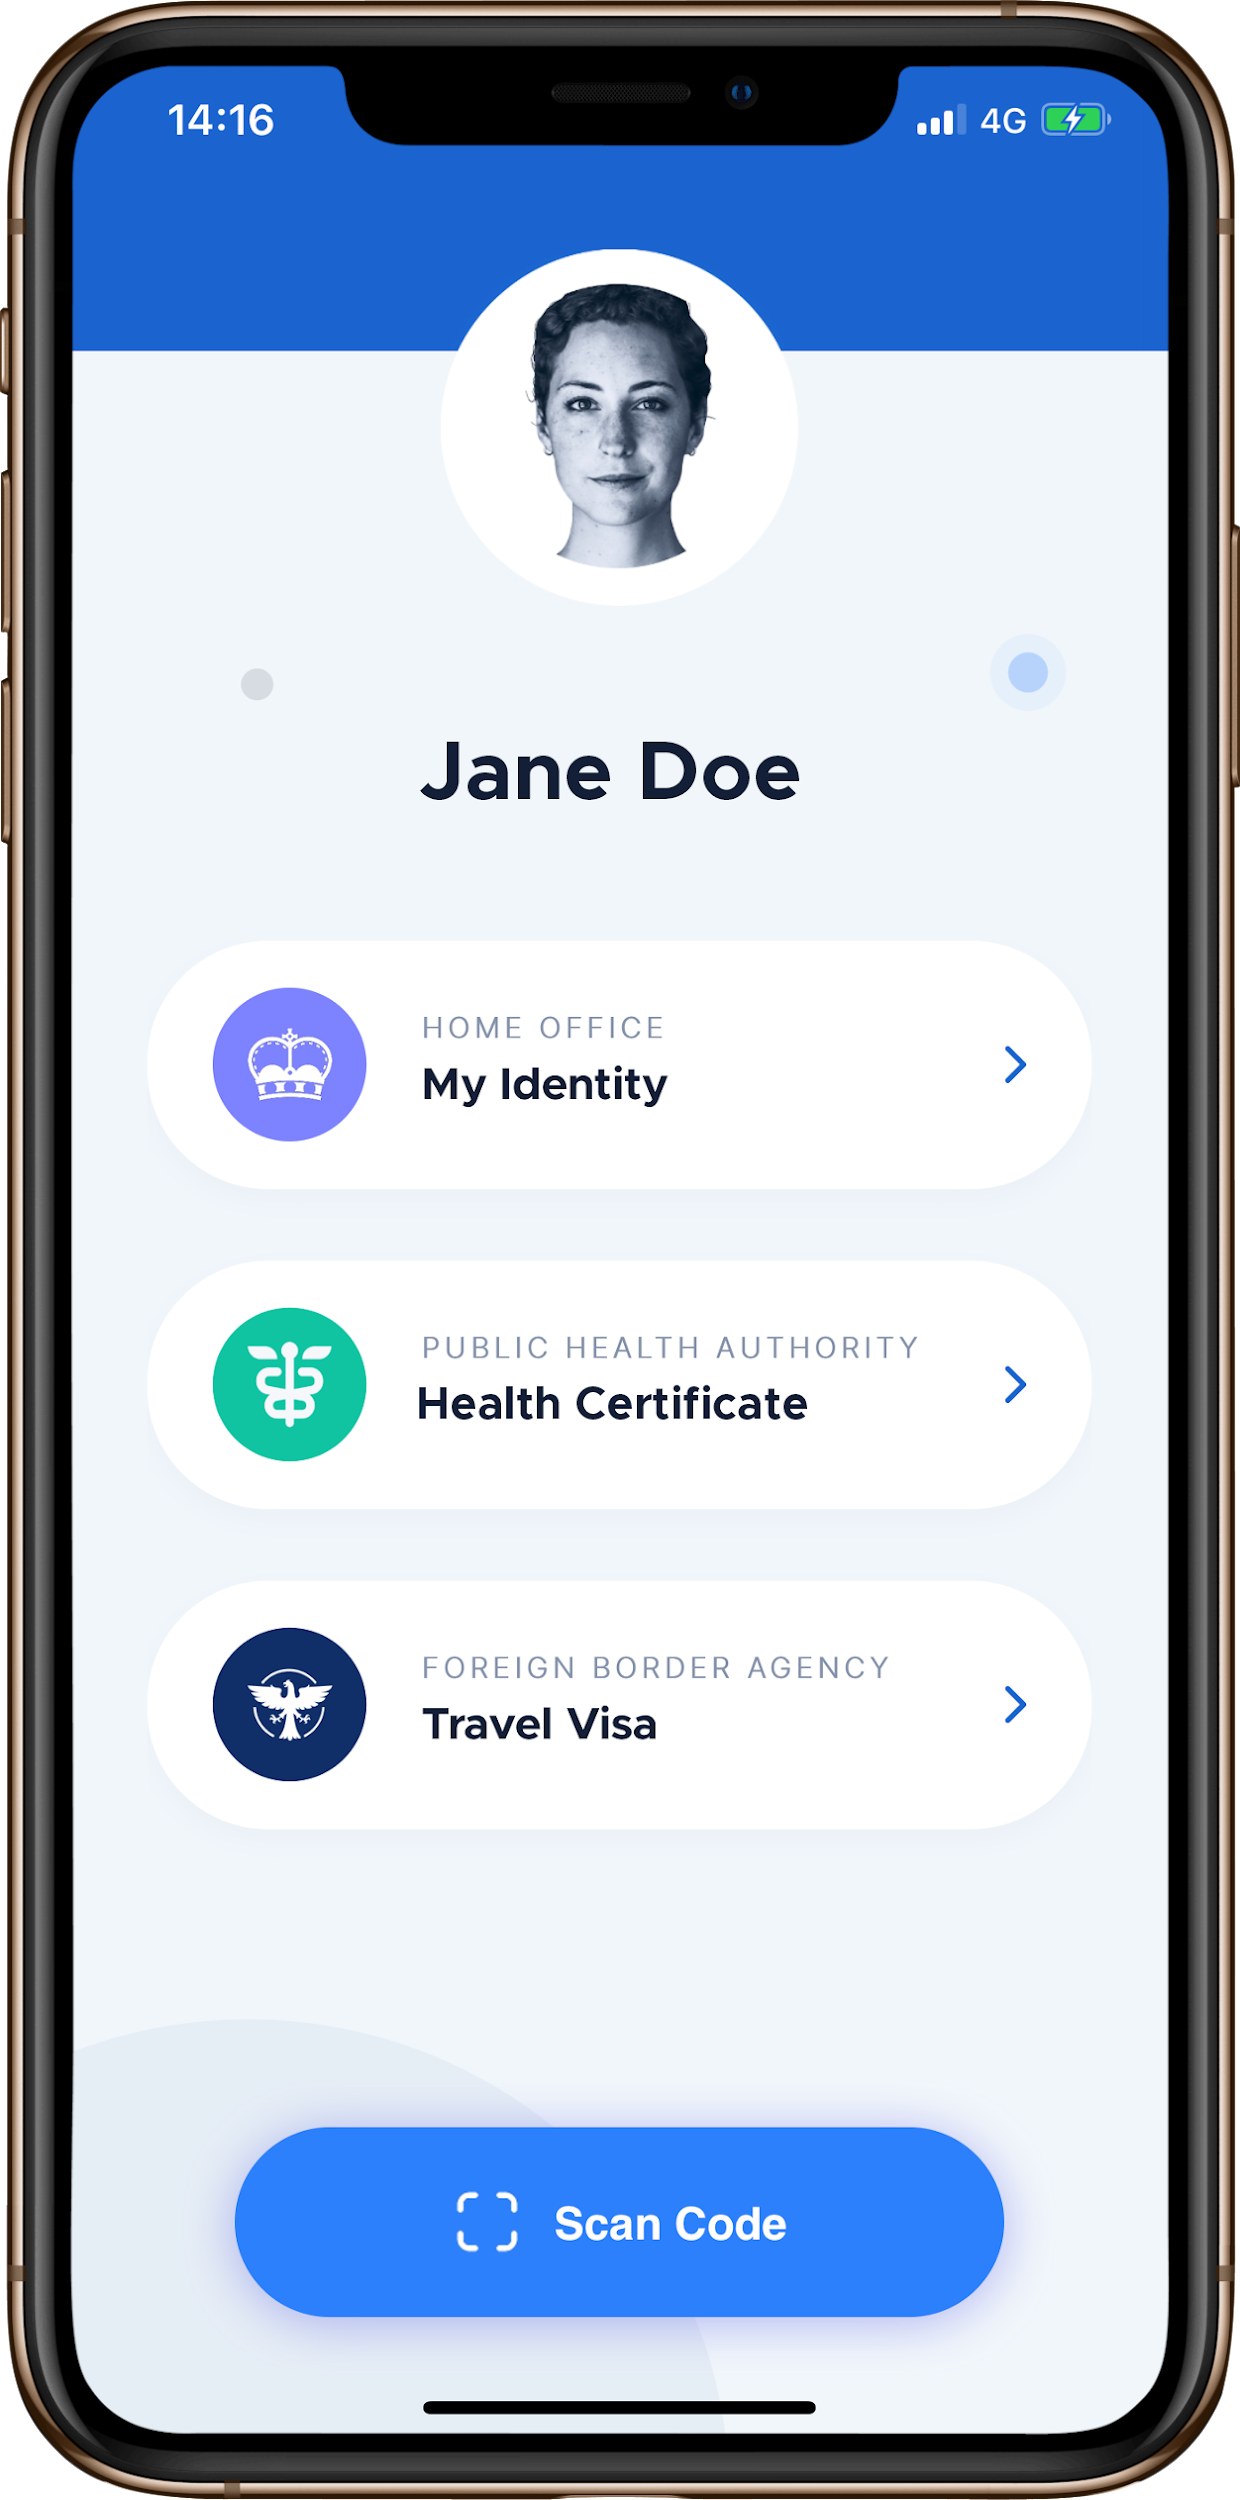 14:16
4G
Jane Doe
HOME OFFICE
My Identity
PUBLIC HEALTH AUTHORITY
Health Certificate
FOREIGN BORDER AGENCY
Travel Visa
Scan Code